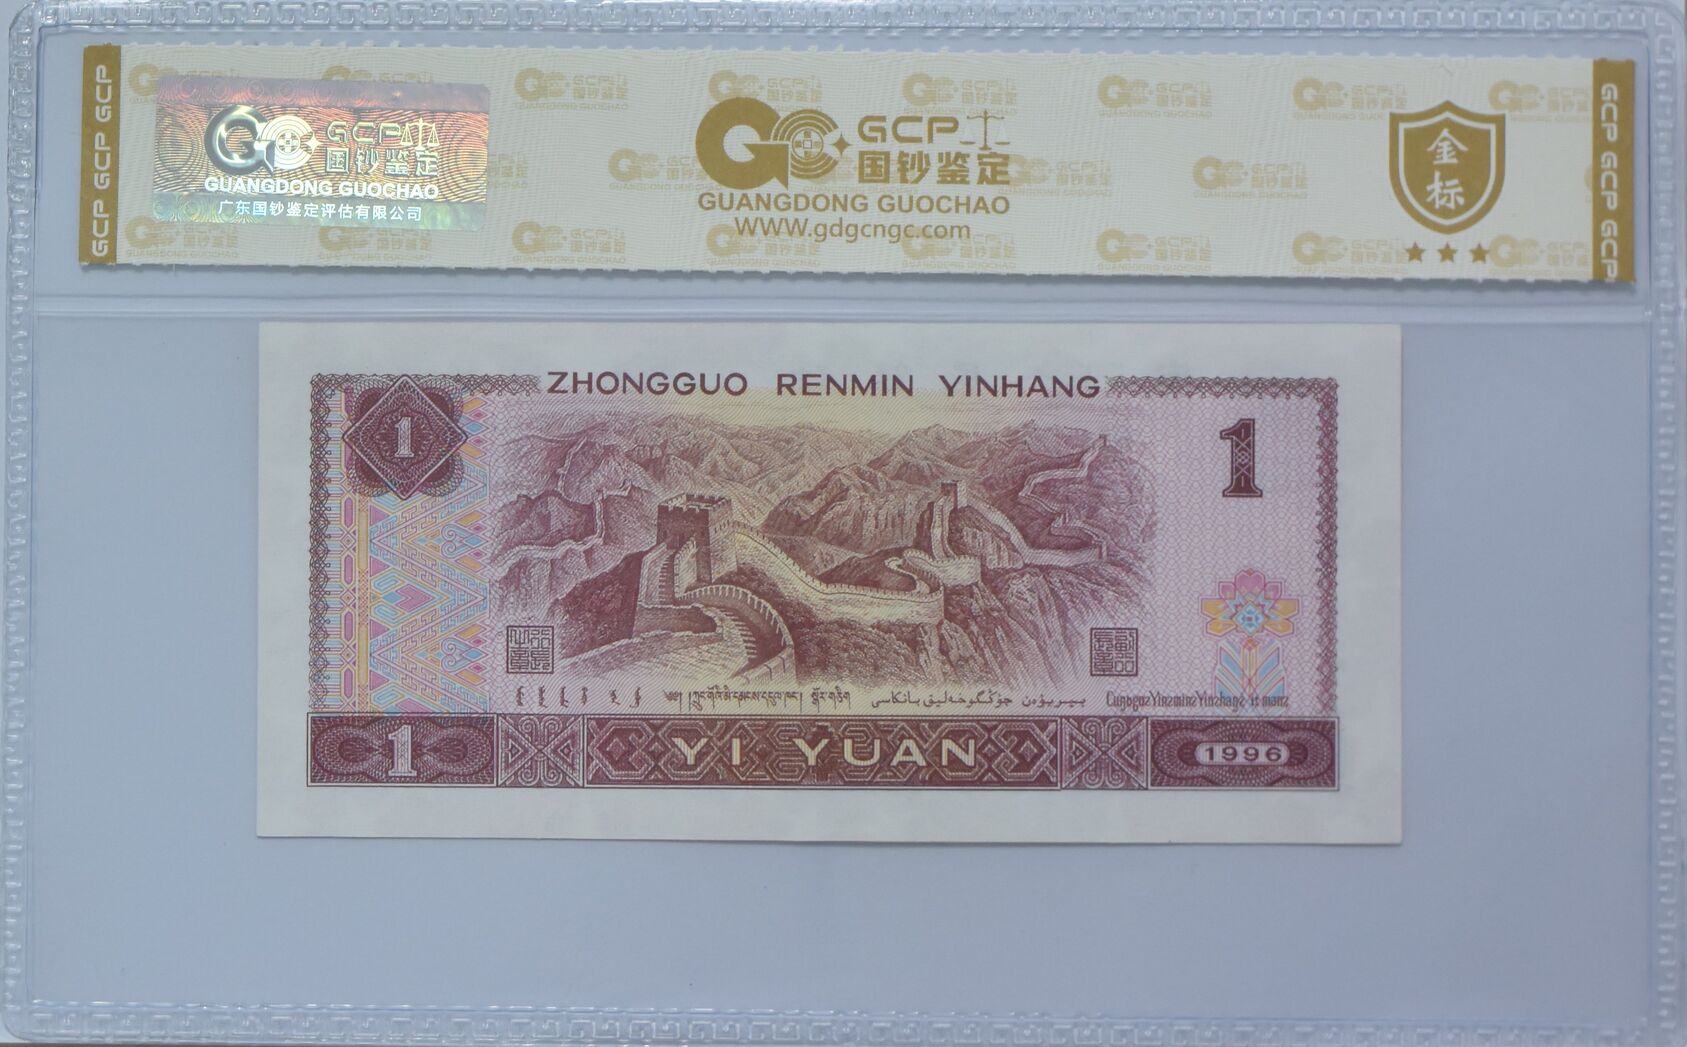 GCP GCP GCP
GCP
国钞鉴定
GUANGDONG GUOCHAO
广东国钞鉴定评估有限公司
GCP
国钞鉴定
GUANGDONG GUOCHAO
WWW.gdgcngc.com
金标
GCP GCP GCP
ZHONGGUO RENMIN YINHANG
1
1
1
YI YUAN
1996